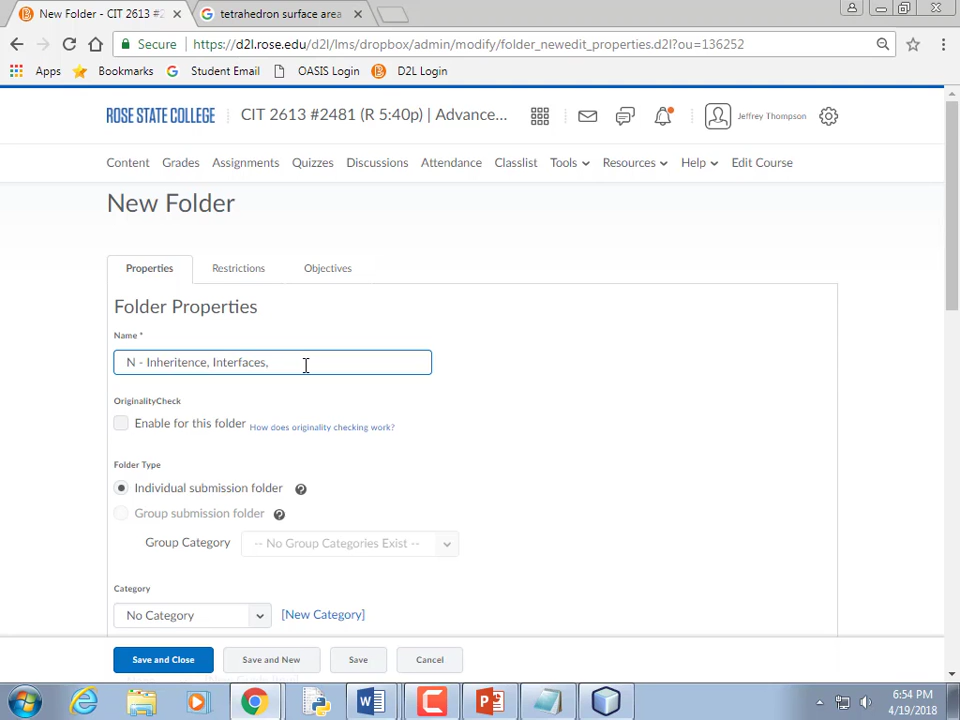 New Folder - CIT 2613 #2
tetrahedron surface area
Secure
https://d2l.rose.edu/d2l/lms/dropbox/admin/modify/folder_newedit_properties.d2l?ou=136252
Apps
Bookmarks
Student Email
OASIS Login
D2L Login
ROSE STATE COLLEGE
CIT 2613 #2481 (R 5:40p) | Advance...
Jeffrey Thompson
Content Grades Assignments Quizzes Discussions Attendance Classlist Tools Resources Help Edit Course
New Folder
Properties Restrictions Objectives
Folder Properties
Name *
N - Inheritence, Interfaces,
OriginalityCheck
Enable for this folder How does originality checking work?
Folder Type
Individual submission folder
Group submission folder
Group Category -- No Group Categories Exist --
Category
No Category [New Category]
Save and Close Save and New Save Cancel
6:54 PM
4/19/2018